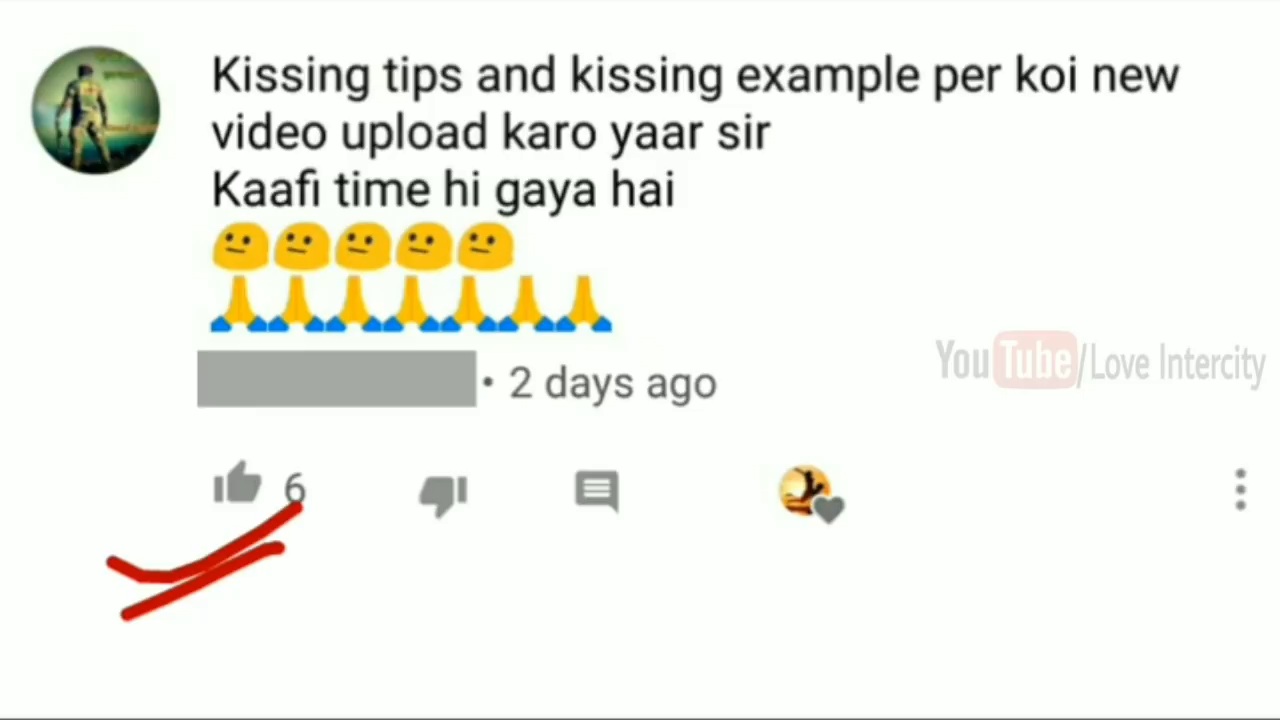 Kissing tips and kissing example per koi new
video upload karo yaar sir
Kaafi time hi gaya hai
😐😐😐😐😐
🙏🙏🙏🙏🙏🙏🙏
• 2 days ago
YouTube/Love Intercity
6